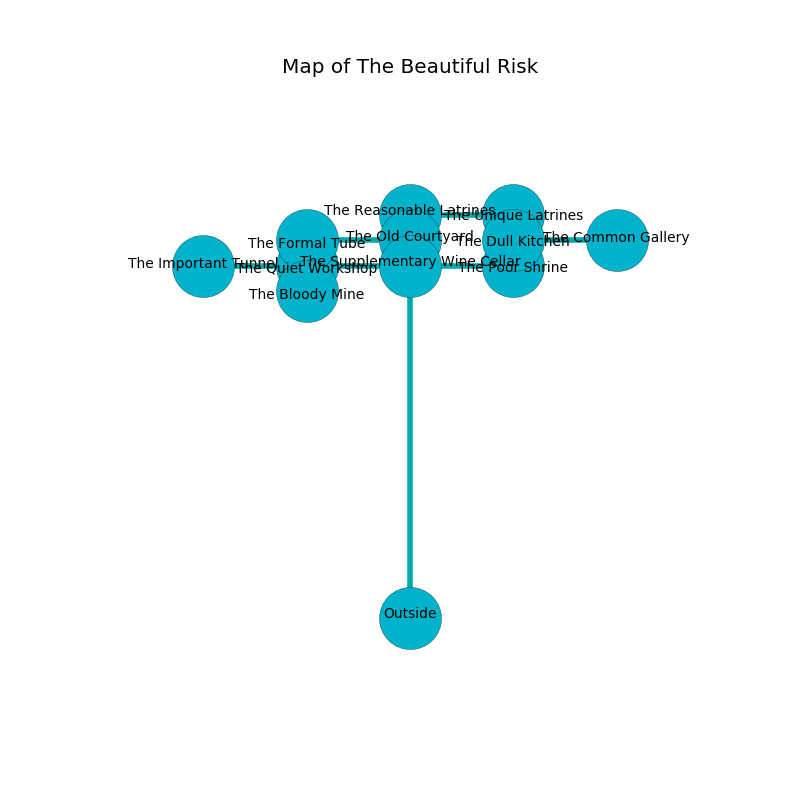 Map of The Beautiful Risk
The Reasonable Latrines
The Unique Latrines
The Old Courtyard
The Common Gallery
The Dull Kitchen
The Formal Tube
The Supplementary Wine Cellar
The Important Tunnel
The Poor Shrine
The Quiet Workshop
The Bloody Mine
Outside